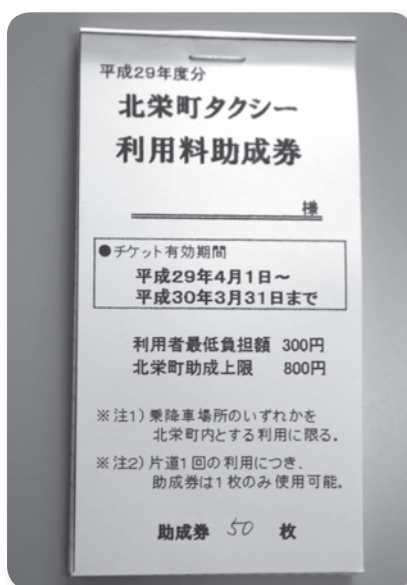 平成29年度分
北栄町タクシー
利用料助成券
様
●チケット有効期間
平成29年4月1日～
平成30年3月31日まで
利用者最低負担額 300円
北栄町助成上限 800円
※注1)乗降車場所のいずれかを
北栄町内とする利用に限る。
※注2)片道1回の利用につき、
助成券は1枚のみ使用可能。
助成券 50 枚